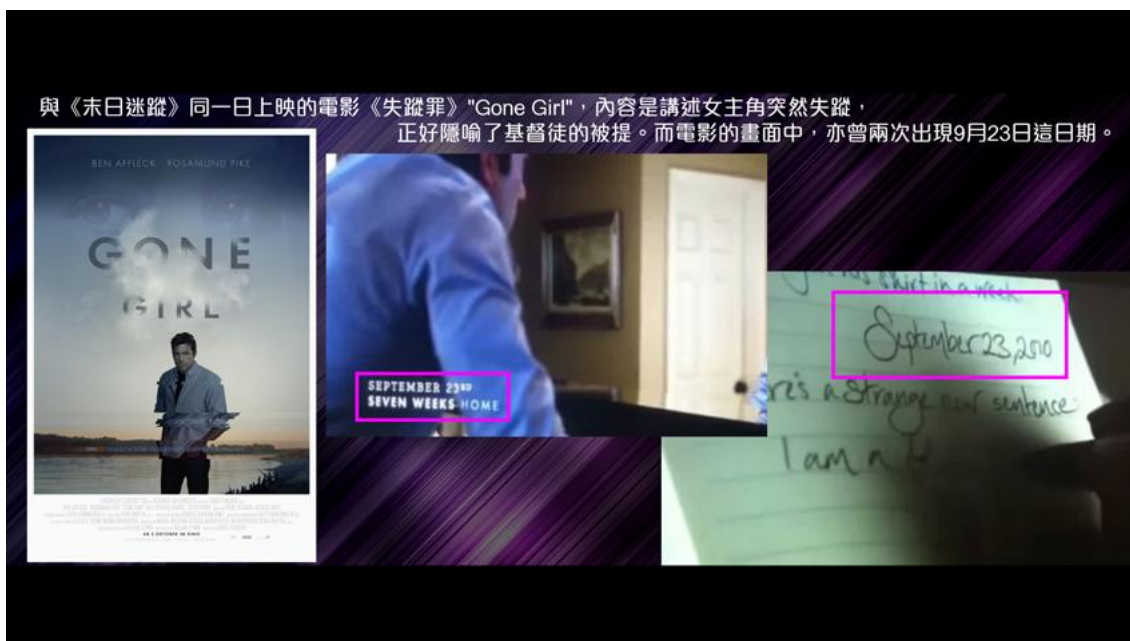 與《末日迷蹤》同一日上映的電影《失蹤罪》"Gone Girl"，內容是講述女主角突然失蹤，
正好隱喻了基督徒的被提。而電影的畫面中，亦曾兩次出現9月23日這日期。
BEN AFFLECK ROSAMUND PIKE
GONE
GIRL
SEPTEMBER 23RD
SEVEN WEEKS HOME
shirt in a week.
September 23, 2010
a strange new sentence:
I am a